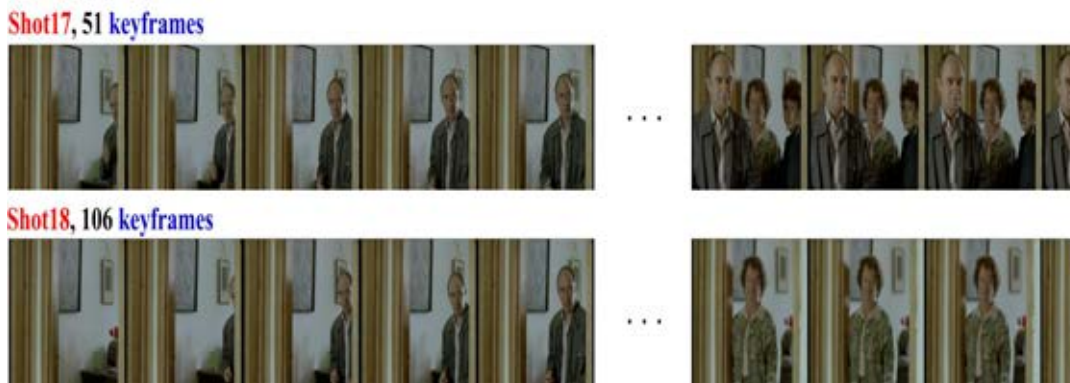 Shot17, 51 keyframes
. . .
Shot18, 106 keyframes
. . .